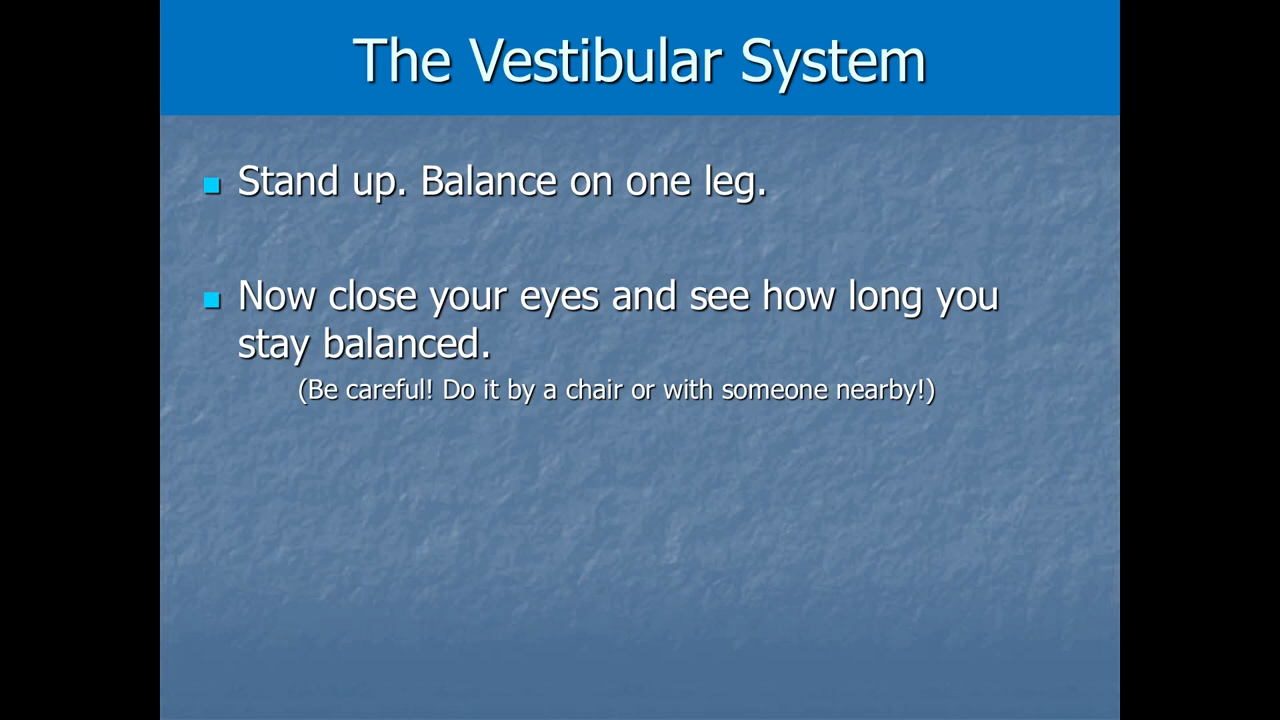 The Vestibular System
Stand up. Balance on one leg.
Now close your eyes and see how long you
stay balanced.
(Be careful! Do it by a chair or with someone nearby!)